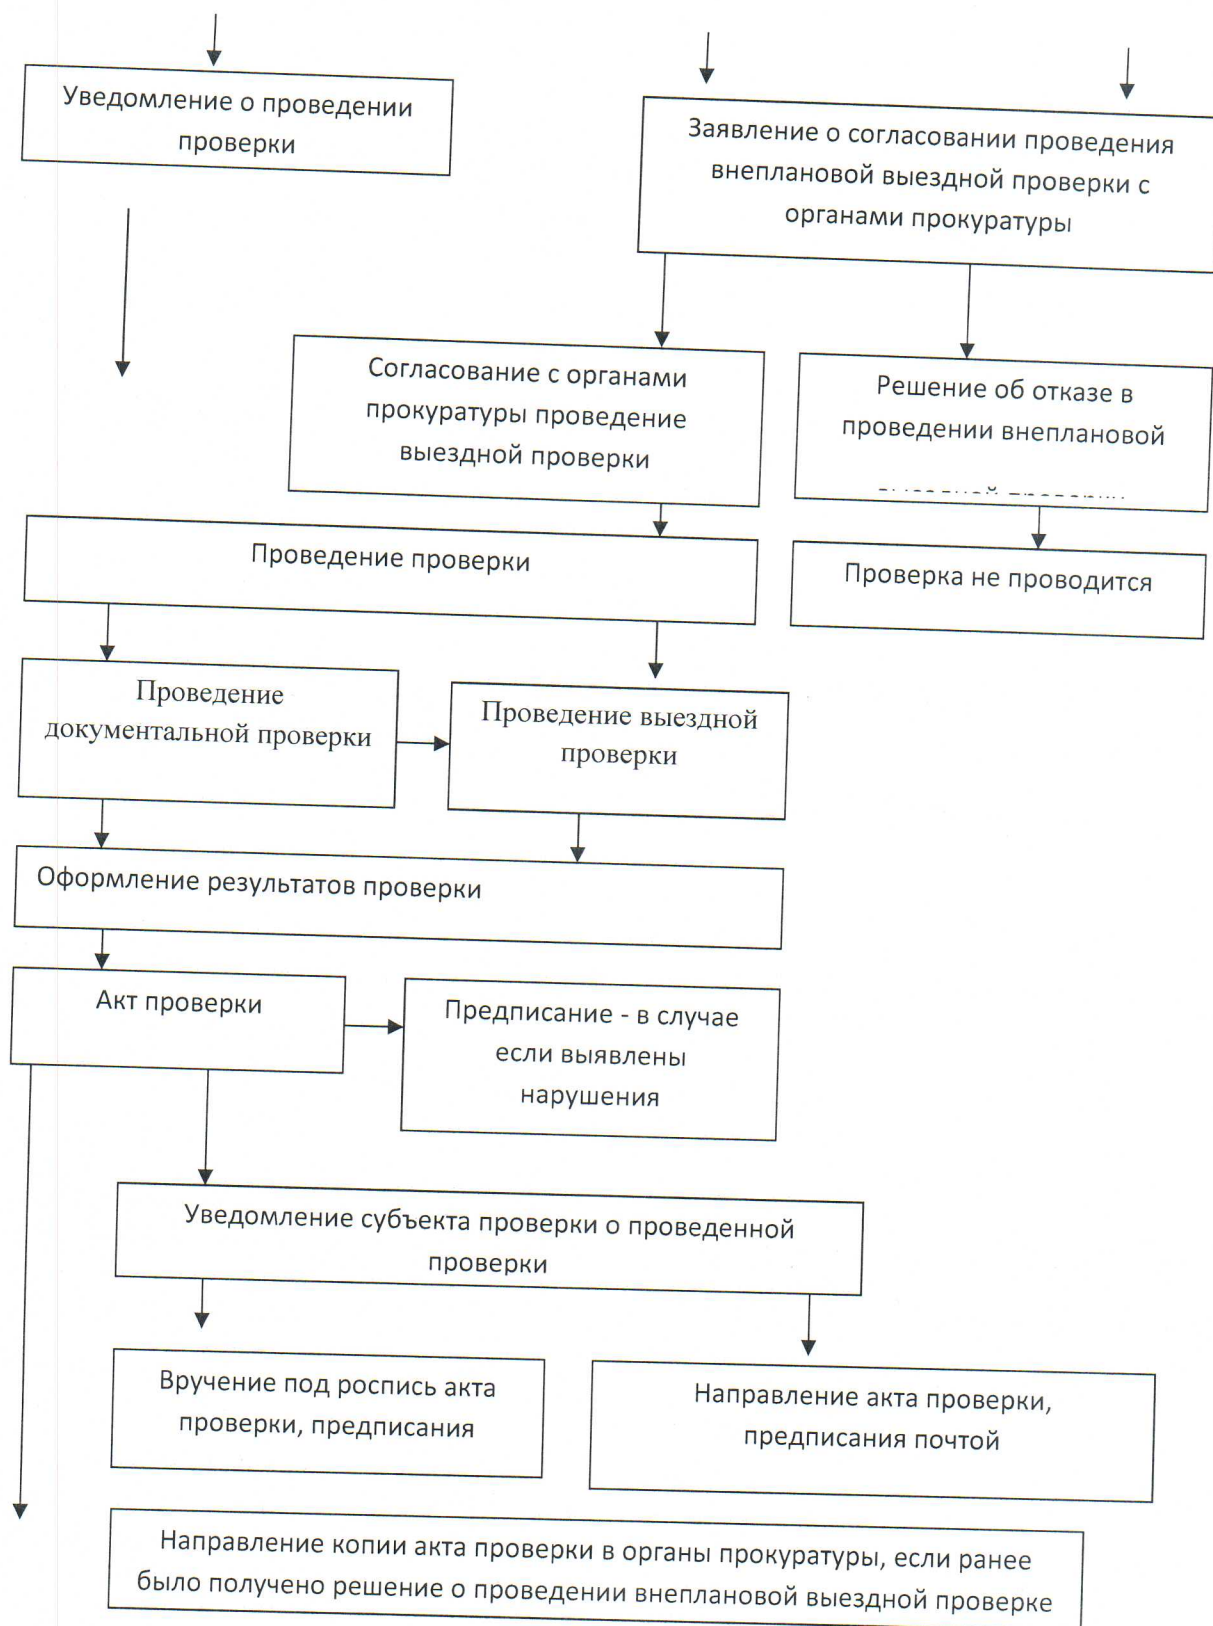 Уведомление о проведении
проверки
Заявление о согласовании проведения
внеплановой выездной проверки с
органами прокуратуры
Согласование с органами
прокуратуры проведение
выездной проверки
Решение об отказе в
проведении внеплановой
Проведение проверки
Проверка не проводится
Проведение
документальной проверки
Проведение выездной
проверки
Оформление результатов проверки
Акт проверки
Предписание - в случае
если выявлены
нарушения
Уведомление субъекта проверки о проведенной
проверки
Вручение под роспись акта
проверки, предписания
Направление акта проверки,
предписания почтой
Направление копии акта проверки в органы прокуратуры, если ранее
было получено решение о проведении внеплановой выездной проверке